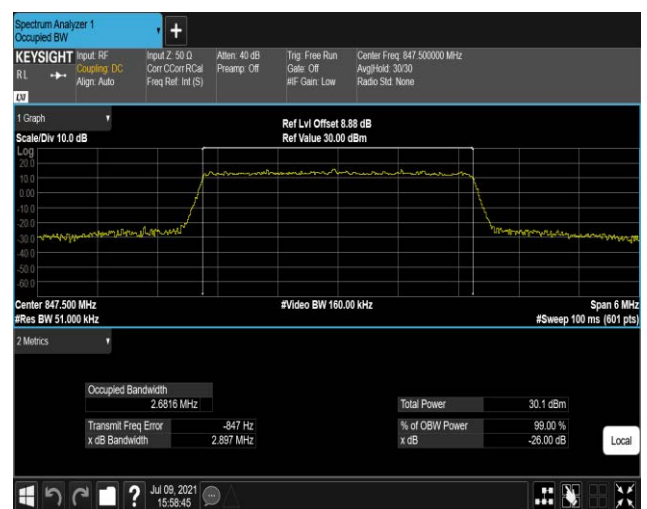 Spectrum Analyzer 1
Occupied BW
KEYSIGHT Input: RF Input Z: 50 Ω Atten: 40 dB Trig: Free Run Center Freq: 847.500000 MHz
RL Coupling: DC Corr CCorr RCal Preamp: Off Gate: Off Avg|Hold: 30/30
Align: Auto Freq Ref: Int (S) #IF Gain: Low Radio Std: None
LXI
1 Graph
Ref Lvl Offset 8.88 dB
Scale/Div 10.0 dB Ref Value 30.00 dBm
Log
20.0
10.0
0.00
-10.0
-20.0
-30.0
-40.0
-50.0
-60.0
Center 847.500 MHz #Video BW 160.00 kHz Span 6 MHz
#Res BW 51.000 kHz #Sweep 100 ms (601 pts)
2 Metrics
Occupied Bandwidth
2.6816 MHz Total Power 30.1 dBm
Transmit Freq Error -847 Hz % of OBW Power 99.00 %
x dB Bandwidth 2.897 MHz x dB -26.00 dB
Local
? Jul 09, 2021
15:58:45